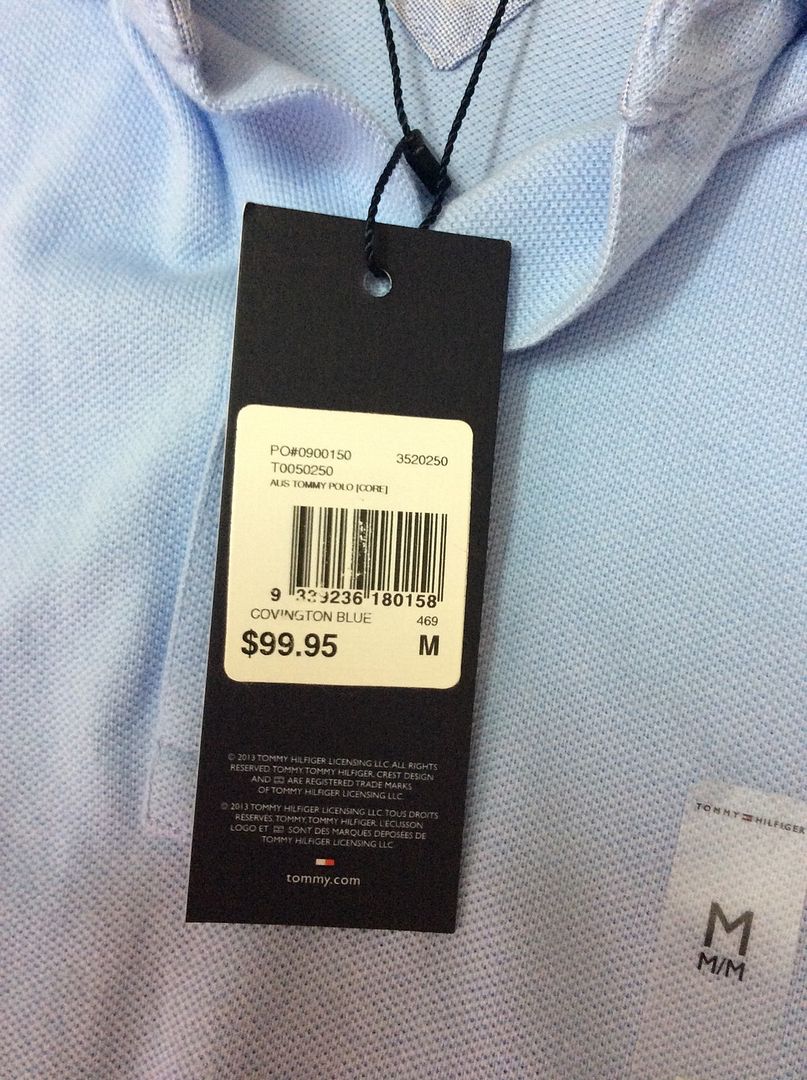 PO#0900150
3520250
T0050250
AUS TOMMY POLO [CORE]
9 339236 180158
COVINGTON BLUE
469
$99.95
M
© 2013 TOMMY HILFIGER LICENSING LLC. ALL RIGHTS
RESERVED. TOMMY, TOMMY HILFIGER, CREST DESIGN
AND ARE REGISTERED TRADE MARKS
OF TOMMY HILFIGER LICENSING LLC.
© 2013 TOMMY HILFIGER LICENSING LLC. TOUS DROITS
RÉSERVÉS. TOMMY, TOMMY HILFIGER, L'ECUSSON
LOGO ET SONT DES MARQUES DÉPOSÉES DE
TOMMY HILFIGER LICENSING LLC.
tommy.com
TOMMY HILFIGER
M
M/M